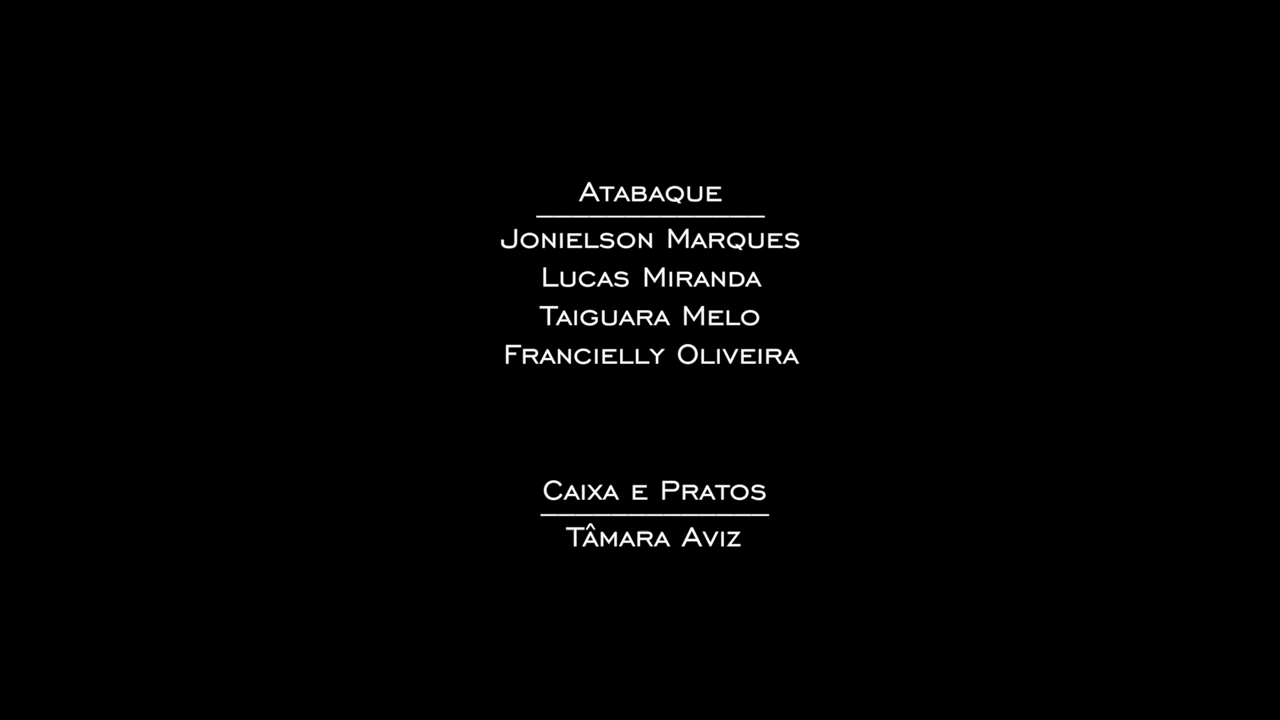 Atabaque
Jonielson Marques
Lucas Miranda
Taiguara Melo
Francielly Oliveira
Caixa e Pratos
Tâmara Aviz